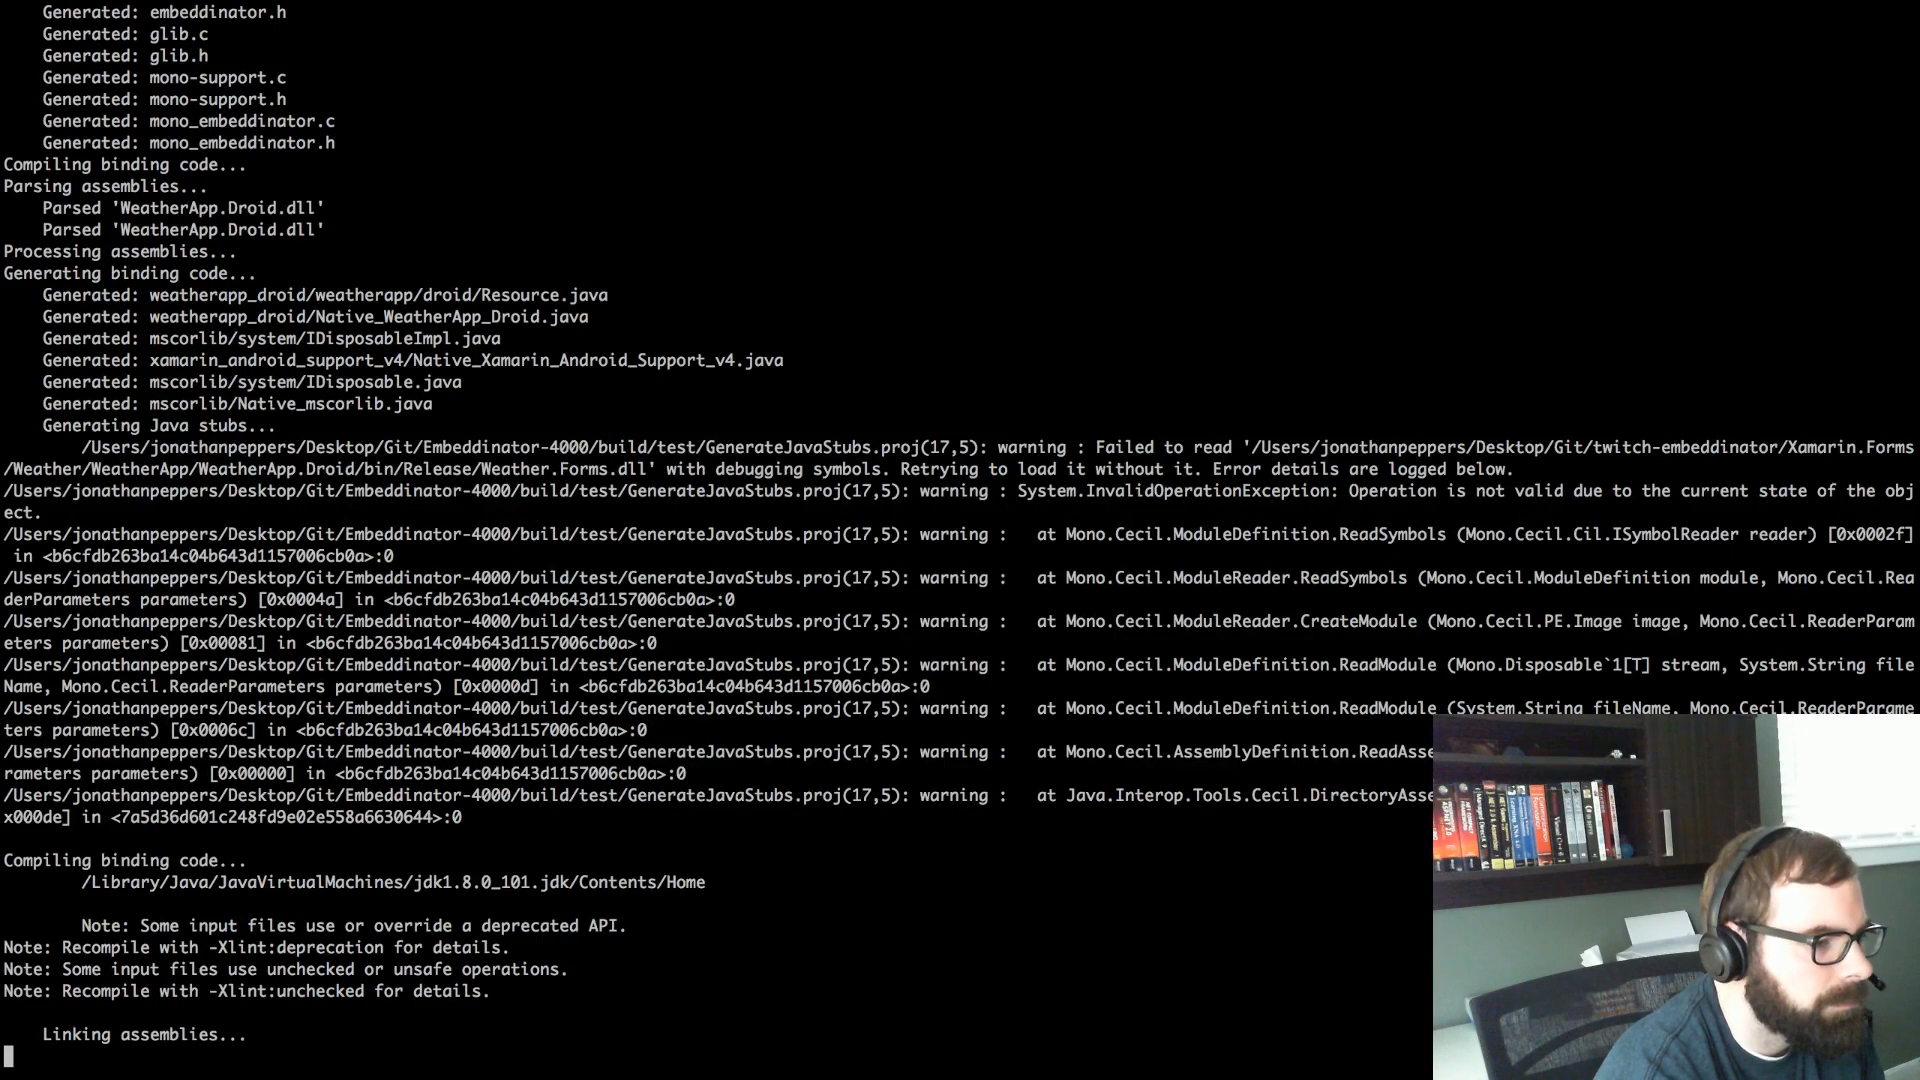 Generated: embeddinator.h
Generated: glib.c
Generated: glib.h
Generated: mono-support.c
Generated: mono-support.h
Generated: mono_embeddinator.c
Generated: mono_embeddinator.h
Compiling binding code...
Parsing assemblies...
Parsed 'WeatherApp.Droid.dll'
Parsed 'WeatherApp.Droid.dll'
Processing assemblies...
Generating binding code...
Generated: weatherapp_droid/weatherapp/droid/Resource.java
Generated: weatherapp_droid/Native_WeatherApp_Droid.java
Generated: mscorlib/system/IDisposableImpl.java
Generated: xamarin_android_support_v4/Native_Xamarin_Android_Support_v4.java
Generated: mscorlib/system/IDisposable.java
Generated: mscorlib/Native_mscorlib.java
Generating Java stubs...
/Users/jonathanpeppers/Desktop/Git/Embeddinator-4000/build/test/GenerateJavaStubs.proj(17,5): warning : Failed to read '/Users/jonathanpeppers/Desktop/Git/twitch-embeddinator/Xamarin.Forms
/Weather/WeatherApp/WeatherApp.Droid/bin/Release/Weather.Forms.dll' with debugging symbols. Retrying to load it without it. Error details are logged below.
/Users/jonathanpeppers/Desktop/Git/Embeddinator-4000/build/test/GenerateJavaStubs.proj(17,5): warning : System.InvalidOperationException: Operation is not valid due to the current state of the obj
ect.
/Users/jonathanpeppers/Desktop/Git/Embeddinator-4000/build/test/GenerateJavaStubs.proj(17,5): warning :   at Mono.Cecil.ModuleDefinition.ReadSymbols (Mono.Cecil.Cil.ISymbolReader reader) [0x0002f]
in <b6cfdb263ba14c04b643d1157006cb0a>:0
/Users/jonathanpeppers/Desktop/Git/Embeddinator-4000/build/test/GenerateJavaStubs.proj(17,5): warning :   at Mono.Cecil.ModuleReader.ReadSymbols (Mono.Cecil.ModuleDefinition module, Mono.Cecil.Rea
derParameters parameters) [0x0004a] in <b6cfdb263ba14c04b643d1157006cb0a>:0
/Users/jonathanpeppers/Desktop/Git/Embeddinator-4000/build/test/GenerateJavaStubs.proj(17,5): warning :   at Mono.Cecil.ModuleReader.CreateModule (Mono.Cecil.PE.Image image, Mono.Cecil.ReaderParam
eters parameters) [0x00081] in <b6cfdb263ba14c04b643d1157006cb0a>:0
/Users/jonathanpeppers/Desktop/Git/Embeddinator-4000/build/test/GenerateJavaStubs.proj(17,5): warning :   at Mono.Cecil.ModuleDefinition.ReadModule (Mono.Disposable`1[T] stream, System.String file
Name, Mono.Cecil.ReaderParameters parameters) [0x0000d] in <b6cfdb263ba14c04b643d1157006cb0a>:0
/Users/jonathanpeppers/Desktop/Git/Embeddinator-4000/build/test/GenerateJavaStubs.proj(17,5): warning :   at Mono.Cecil.ModuleDefinition.ReadModule (System.String fileName, Mono.Cecil.ReaderParame
ters parameters) [0x0006c] in <b6cfdb263ba14c04b643d1157006cb0a>:0
/Users/jonathanpeppers/Desktop/Git/Embeddinator-4000/build/test/GenerateJavaStubs.proj(17,5): warning :   at Mono.Cecil.AssemblyDefinition.ReadAsse
rameters parameters) [0x00000] in <b6cfdb263ba14c04b643d1157006cb0a>:0
/Users/jonathanpeppers/Desktop/Git/Embeddinator-4000/build/test/GenerateJavaStubs.proj(17,5): warning :   at Java.Interop.Tools.Cecil.DirectoryAsse
x000de] in <7a5d36d601c248fd9e02e558a6630644>:0
Compiling binding code...
/Library/Java/JavaVirtualMachines/jdk1.8.0_101.jdk/Contents/Home
Note: Some input files use or override a deprecated API.
Note: Recompile with -Xlint:deprecation for details.
Note: Some input files use unchecked or unsafe operations.
Note: Recompile with -Xlint:unchecked for details.
Linking assemblies...